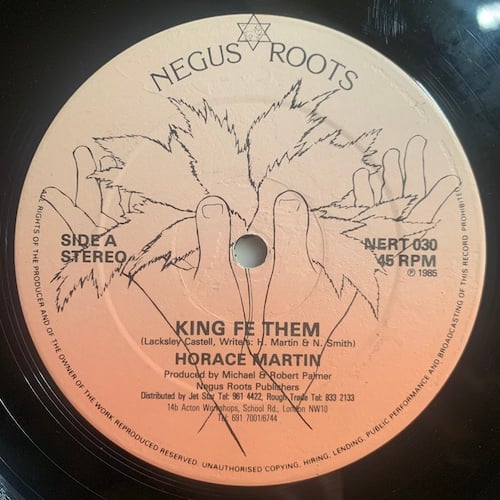 NEGUS ROOTS
SIDE A
STEREO
NERT 030
45 RPM
℗ 1985
KING FE THEM
(Lacksley Castell, Writers: H. Martin & N. Smith)
HORACE MARTIN
Produced by Michael & Robert Palmer
Negus Roots Publishers
Distributed by Jet Star Tel: 961 4422, Rough Trade Tel: 833 2133
14b Acton Workshops, School Rd., London NW10
Tel: 691 7001/6744
ALL RIGHTS OF THE PRODUCER AND OF THE OWNER OF THE WORK REPRODUCED RESERVED. UNAUTHORISED COPYING, HIRING, LENDING, PUBLIC PERFORMANCE AND BROADCASTING OF THIS RECORD PROHIBITED